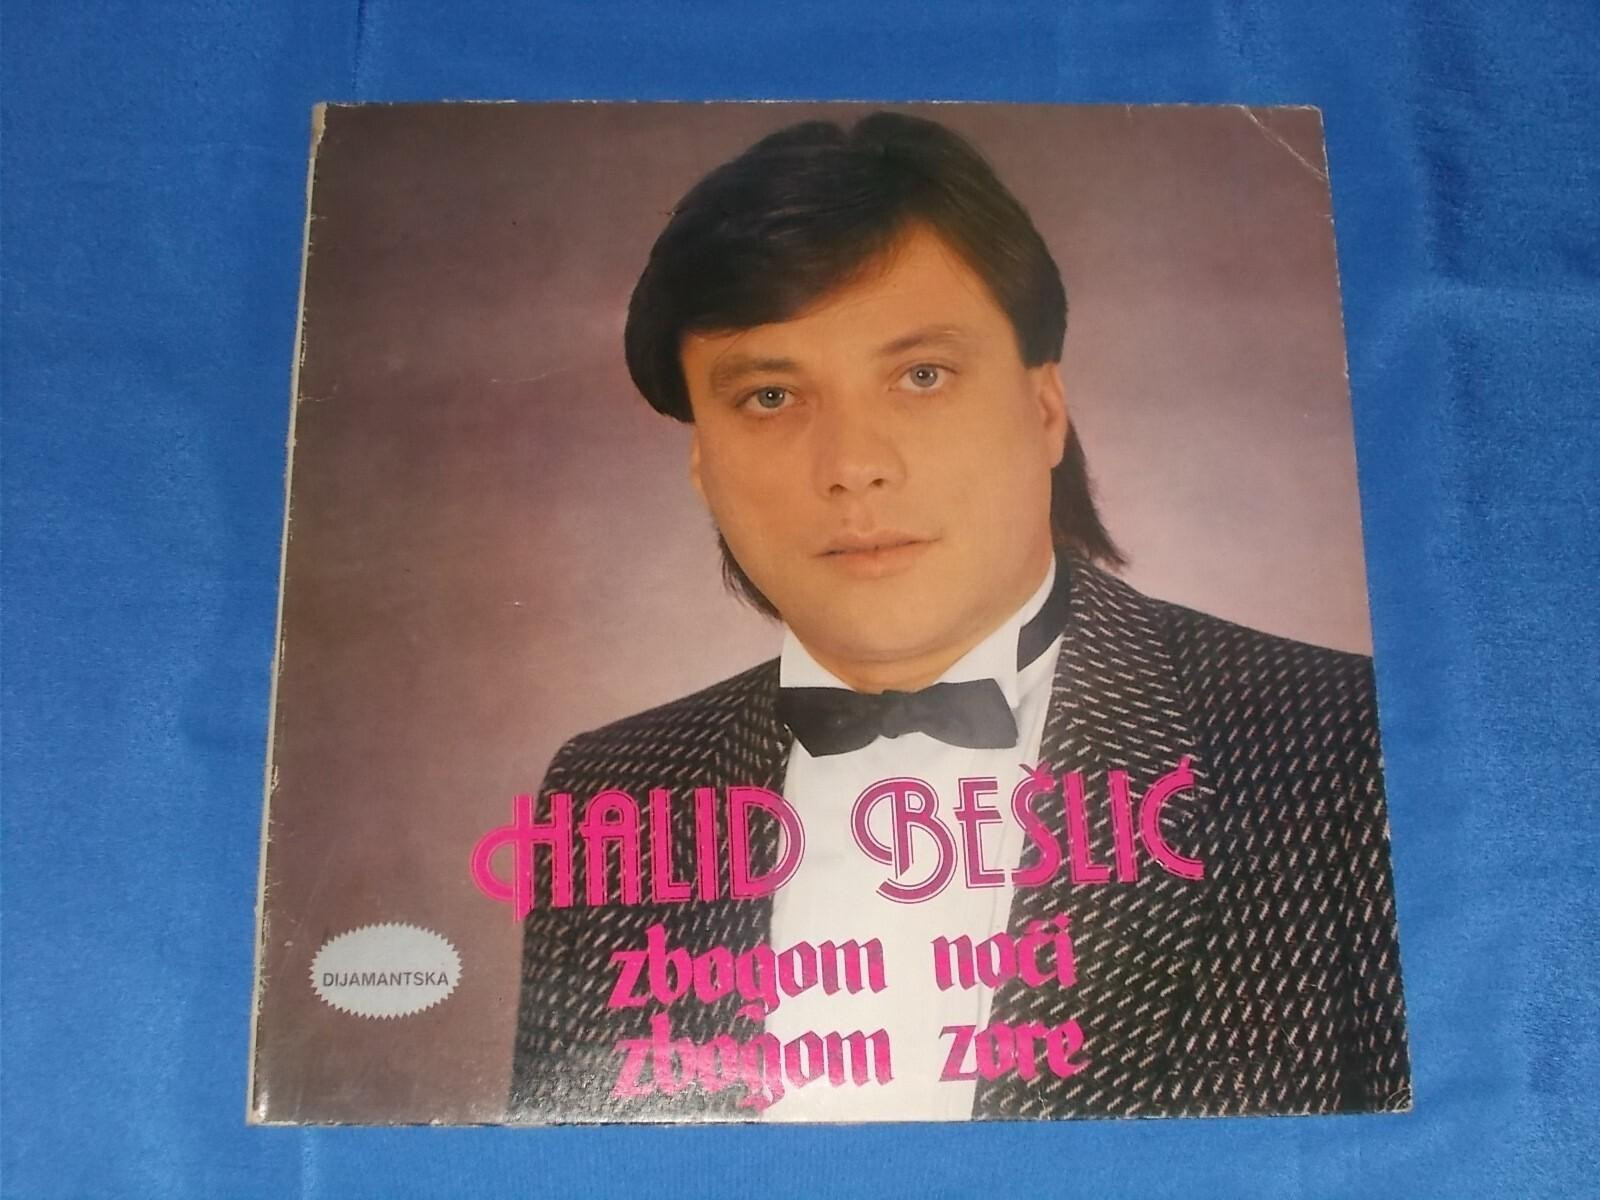 HALID BEŠLIĆ
zbogom noći
zbogom zore
DIJAMANTSKA